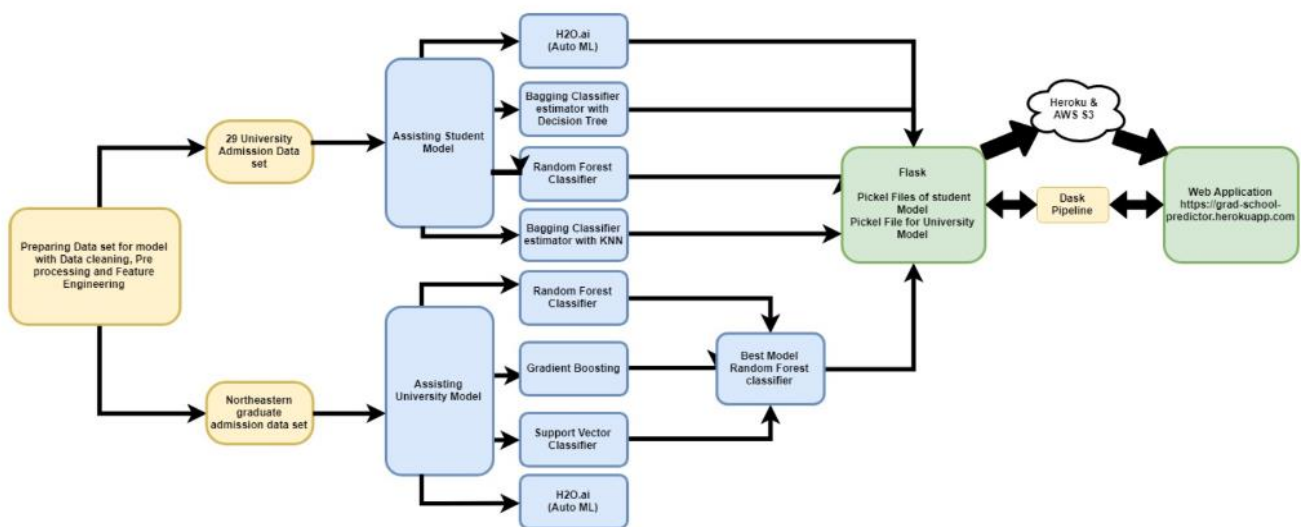 Preparing Data set for model
with Data cleaning, Pre
processing and Feature
Engineering
29 University
Admission Data
set
Northeastern
graduate
admission data set
Assisting Student
Model
Assisting
University Model
H2O.ai
(Auto ML)
Bagging Classifier
estimator with
Decision Tree
Random Forest
Classifier
Bagging Classifier
estimator with KNN
Random Forest
Classifier
Gradient Boosting
Support Vector
Classifier
H2O.ai
(Auto ML)
Best Model
Random Forest
classifier
Flask
Pickel Files of student
Model
Pickel File for University
Model
Heroku &
AWS S3
Dask
Pipeline
Web Application
https://grad-school-
predictor.herokuapp.com